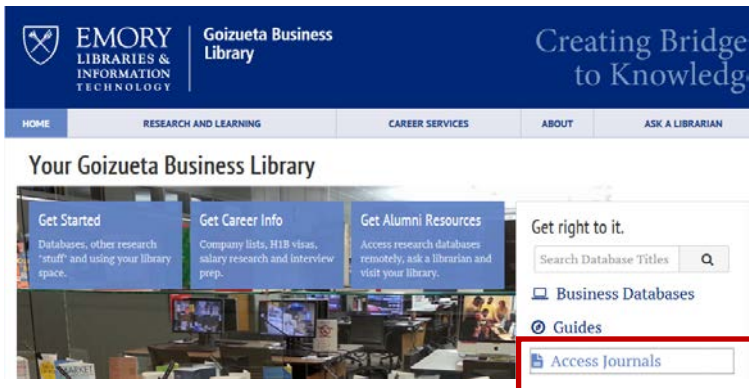 EMORY
LIBRARIES &
INFORMATION
TECHNOLOGY
Goizueta Business
Library
Creating Bridge
to Knowledg
HOME
RESEARCH AND LEARNING
CAREER SERVICES
ABOUT
ASK A LIBRARIAN
Your Goizueta Business Library
Get Started
Databases, other research
"stuff" and using your library
space.
Get Career Info
Company lists, H1B visas,
salary research and interview
prep.
Get Alumni Resources
Access research databases
remotely, ask a librarian and
visit your library.
Get right to it.
Search Database Titles
Business Databases
Guides
Access Journals
MARKET